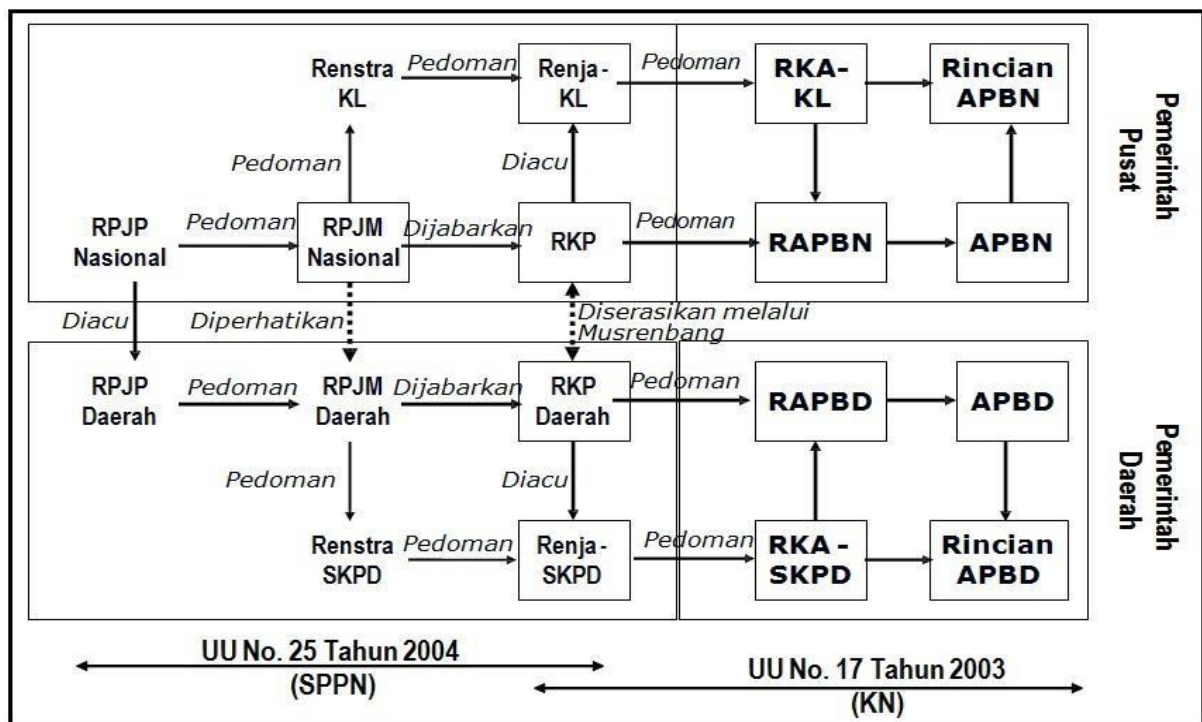 Renstra
KL
Pedoman
Renja-
KL
Pedoman
RKA-
KL
Rincian
APBN
Pemerintah
Pusat
Pedoman
Diacu
RPJP
Nasional
Pedoman
RPJM
Nasional
Dijabarkan
RKP
Pedoman
RAPBN
APBN
Diacu
Diperhatikan
Diserasikan melalui
Musrenbang
RPJP
Daerah
Pedoman
RPJM
Daerah
Dijabarkan
RKP
Daerah
Pedoman
RAPBD
APBD
Pemerintah
Daerah
Pedoman
Diacu
Renstra
SKPD
Pedoman
Renja-
SKPD
Pedoman
RKA -
SKPD
Rincian
APBD
UU No. 25 Tahun 2004
(SPPN)
UU No. 17 Tahun 2003
(KN)